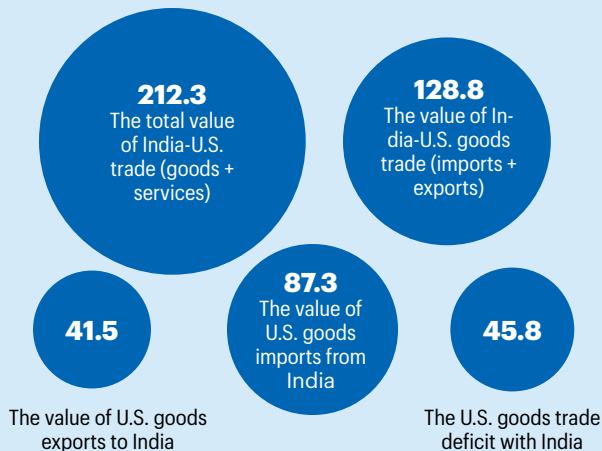 212.3
The total value
of India-U.S.
trade (goods +
services)
128.8
The value of In-
dia-U.S. goods
trade (imports +
exports)
41.5
The value of U.S. goods
exports to India
87.3
The value of
U.S. goods
imports from
India
45.8
The U.S. goods trade
deficit with India